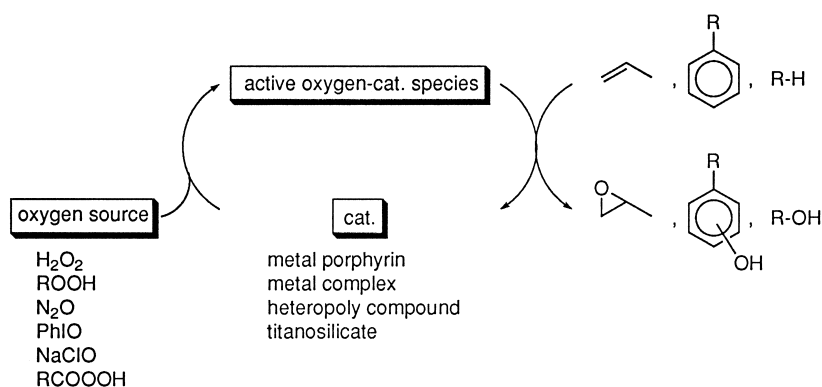 active oxygen-cat. species
R
, , R-H
oxygen source
cat.
O
R
, , R-OH
OH
H₂O₂
ROOH
N₂O
PhIO
NaClO
RCOOOH
metal porphyrin
metal complex
heteropoly compound
titanosilicate